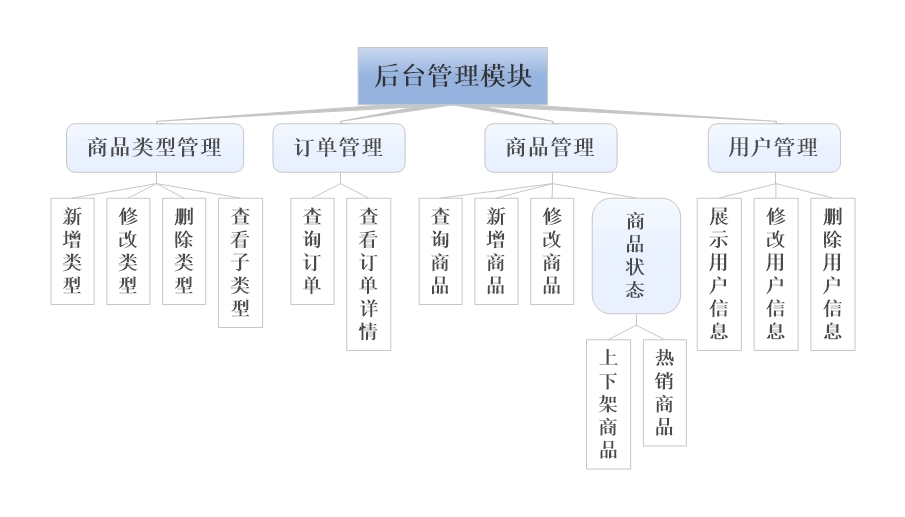 后台管理模块
商品类型管理
订单管理
商品管理
用户管理
新增类型
修改类型
删除类型
查看子类型
查询订单
查看订单详情
查询商品
新增商品
修改商品
商品状态
展示用户信息
修改用户信息
删除用户信息
上下架商品
热销商品